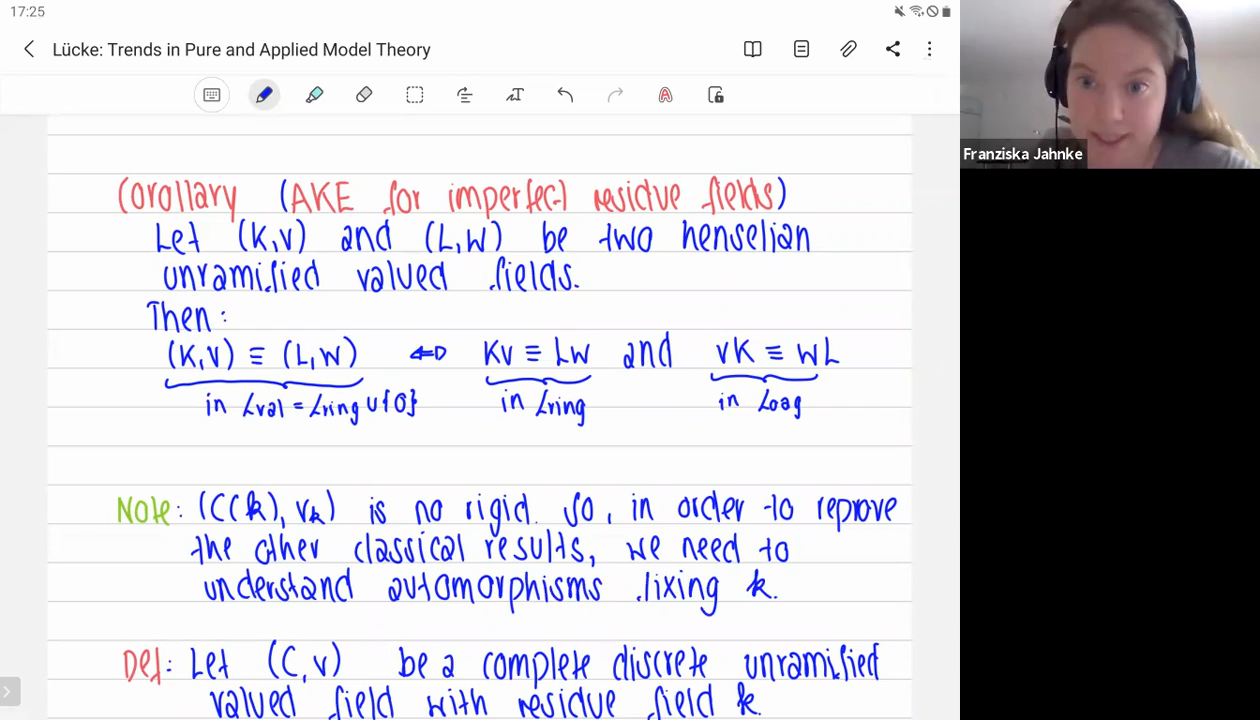 17:25
Lücke: Trends in Pure and Applied Model Theory
Franziska Jahnke
Corollary (AKE for imperfect residue fields)
Let (K,v) and (L,w) be two henselian
unramified valued fields.
Then:
(K,v) ≡ (L,w) ⇔ Kv ≡ Lw and vK ≡ wL
in Lval = Lring ∪{O} in Lring in Loag
Note: (C(k), vk) is no rigid. So, in order to reprove
the other classical results, we need to
understand automorphisms fixing k.
Def: Let (C,v) be a complete discrete unramified
valued field with residue field k.